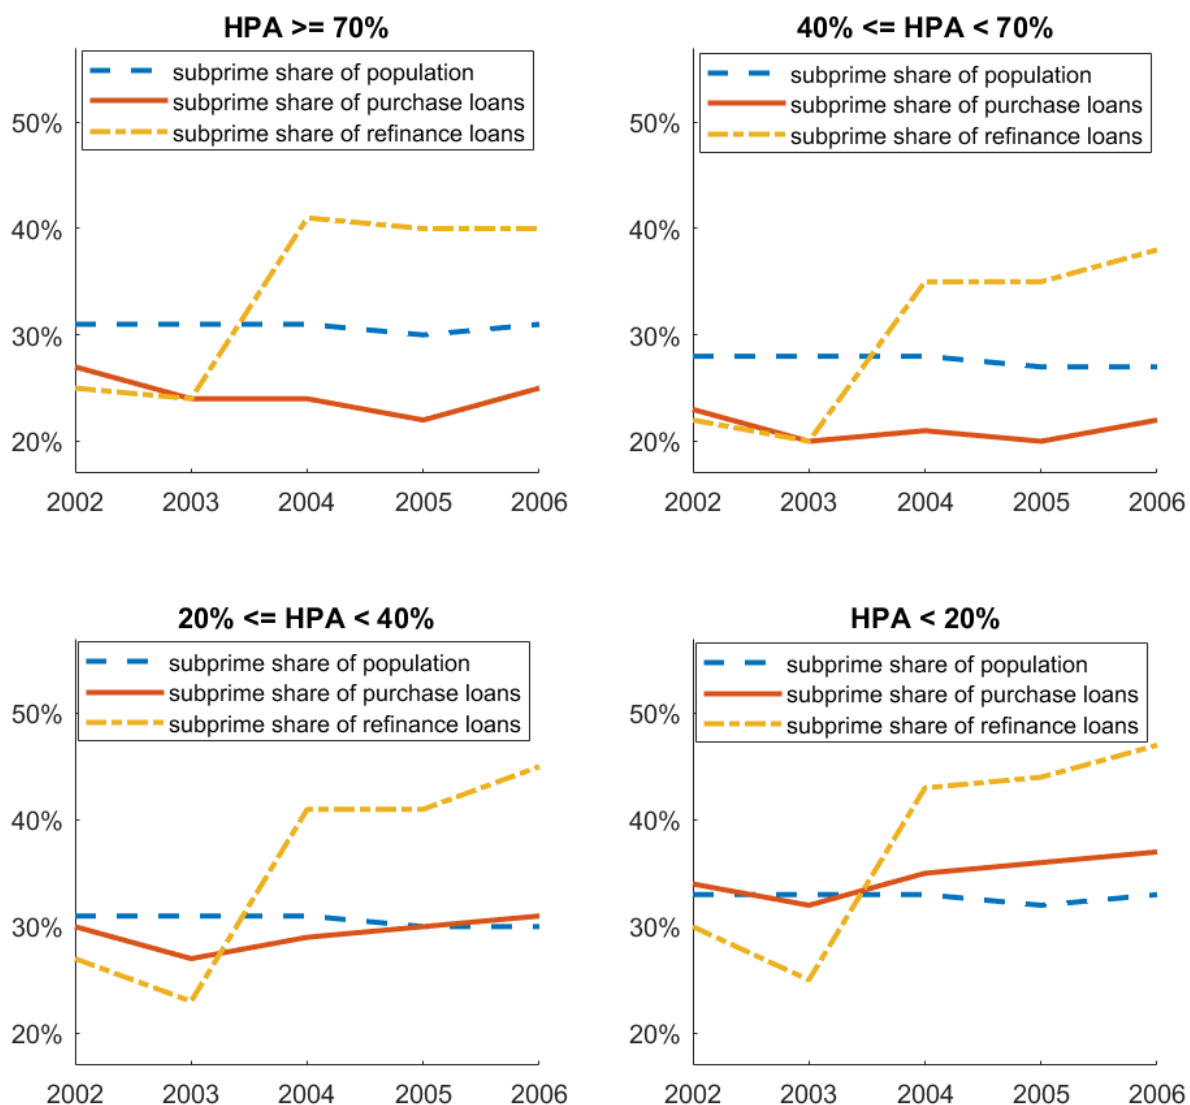 HPA >= 70%
subprime share of population
subprime share of purchase loans
subprime share of refinance loans
50%
40%
30%
20%
2002 2003 2004 2005 2006
40% <= HPA < 70%
subprime share of population
subprime share of purchase loans
subprime share of refinance loans
50%
40%
30%
20%
2002 2003 2004 2005 2006
20% <= HPA < 40%
subprime share of population
subprime share of purchase loans
subprime share of refinance loans
50%
40%
30%
20%
2002 2003 2004 2005 2006
HPA < 20%
subprime share of population
subprime share of purchase loans
subprime share of refinance loans
50%
40%
30%
20%
2002 2003 2004 2005 2006